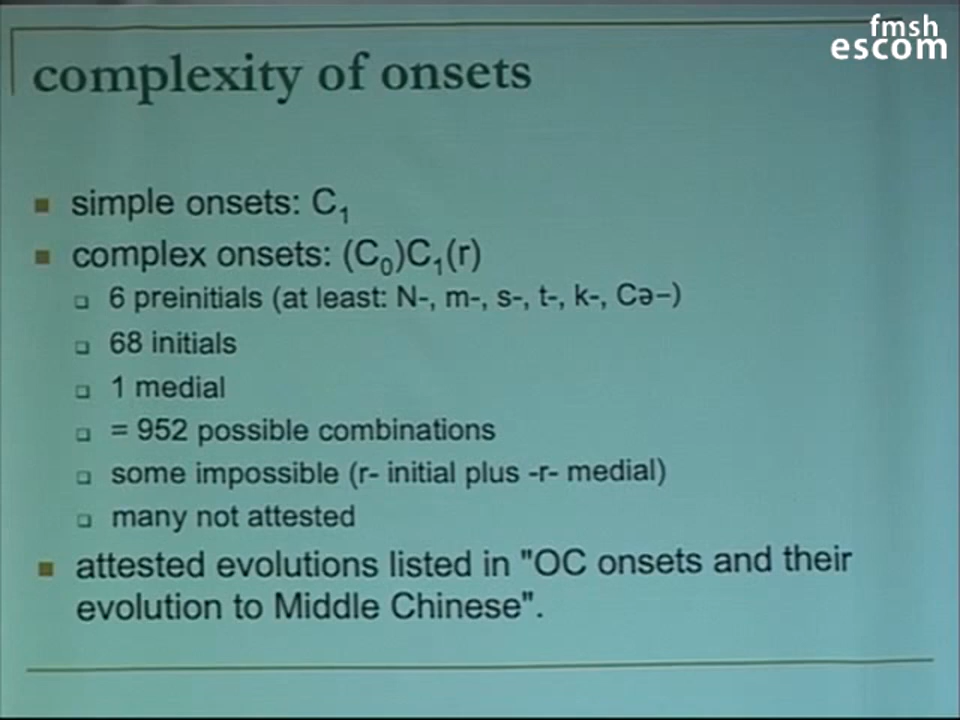 fmsh
escom
complexity of onsets
simple onsets: C₁
complex onsets: (C₀)C₁(r)
6 preinitials (at least: N-, m-, s-, t-, k-, Cə–)
68 initials
1 medial
= 952 possible combinations
some impossible (r- initial plus -r- medial)
many not attested
attested evolutions listed in "OC onsets and their
evolution to Middle Chinese".